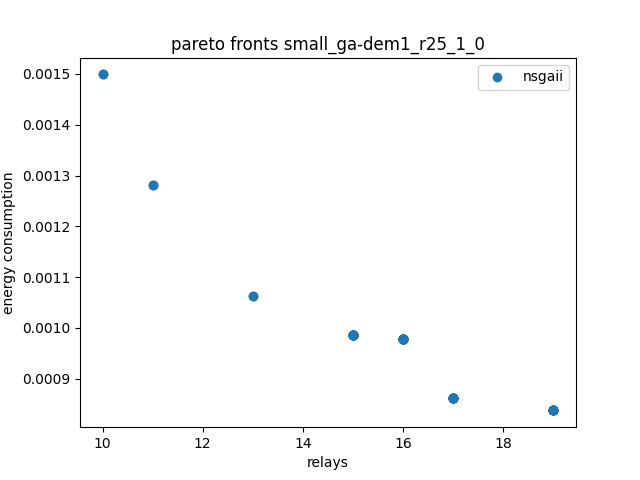 pareto fronts small_ga-dem1_r25_1_0
nsgaii
0.0015
0.0014
0.0013
0.0012
0.0011
0.0010
0.0009
energy consumption
10 12 14 16 18
relays